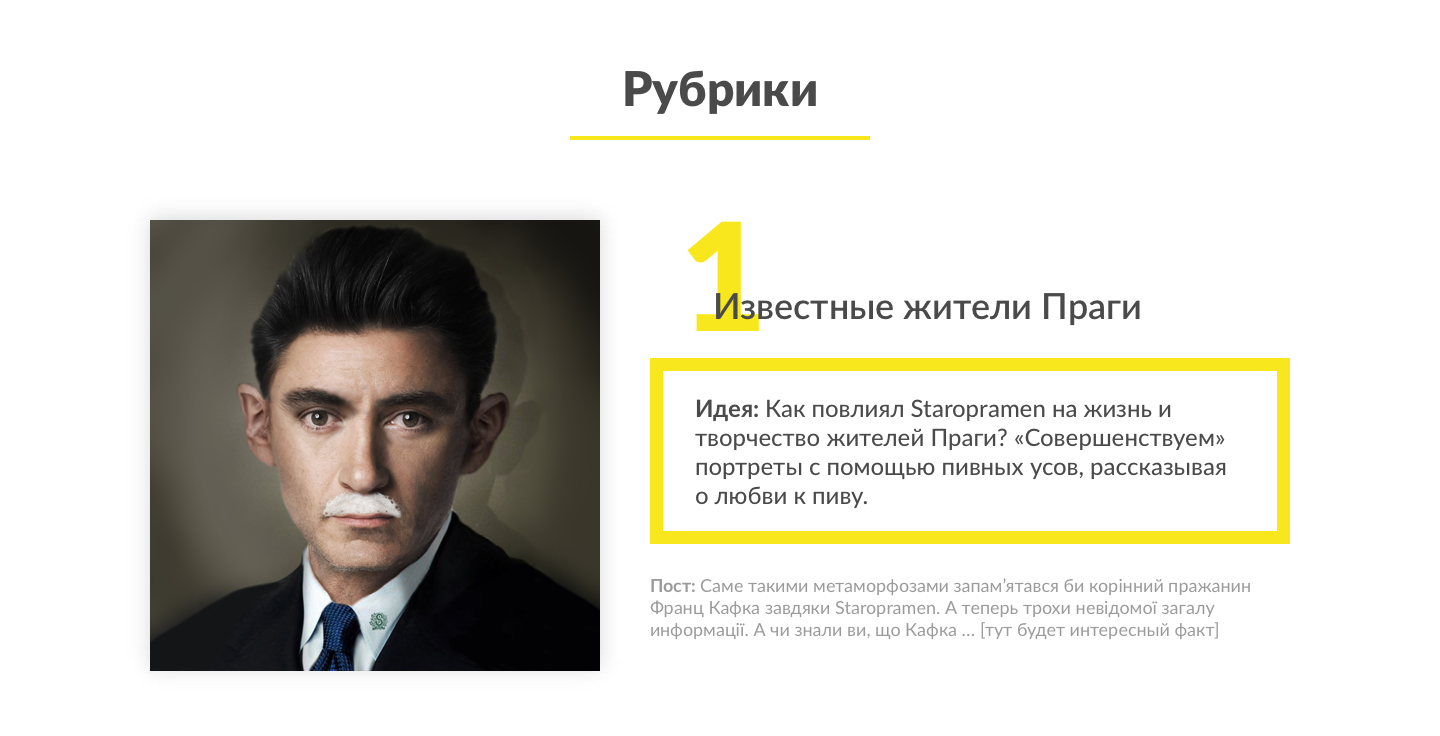 Рубрики
1
Известные жители Праги
Идея: Как повлиял Staropramen на жизнь и
творчество жителей Праги? «Совершенствуем»
портреты с помощью пивных усов, рассказывая
о любви к пиву.
Пост: Саме такими метаморфозами запам’ятався би корінний пражанин
Франц Кафка завдяки Staropramen. А теперь трохи невідомої загалу
информації. А чи знали ви, що Кафка ... [тут будет интересный факт]